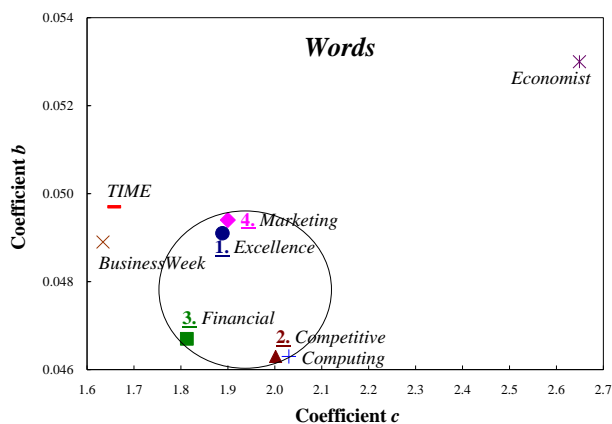 Words
0.054
0.052
0.050
0.048
0.046
Coefficient b
Economist
TIME
BusinessWeek
4. Marketing
1. Excellence
3. Financial
2. Competitive
Computing
1.6 1.7 1.8 1.9 2.0 2.1 2.2 2.3 2.4 2.5 2.6 2.7
Coefficient c